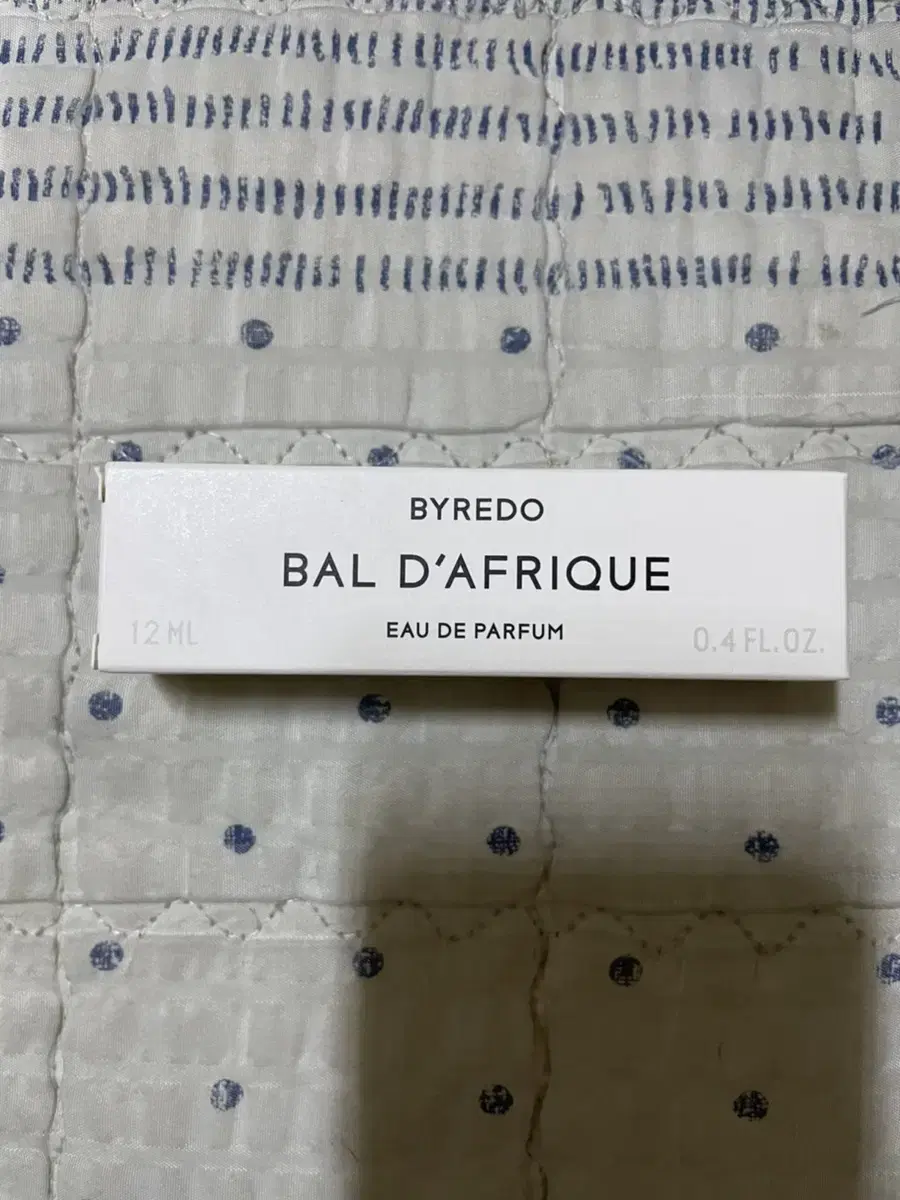 BYREDO
BAL D'AFRIQUE
EAU DE PARFUM
12 ML
0.4 FL.OZ.